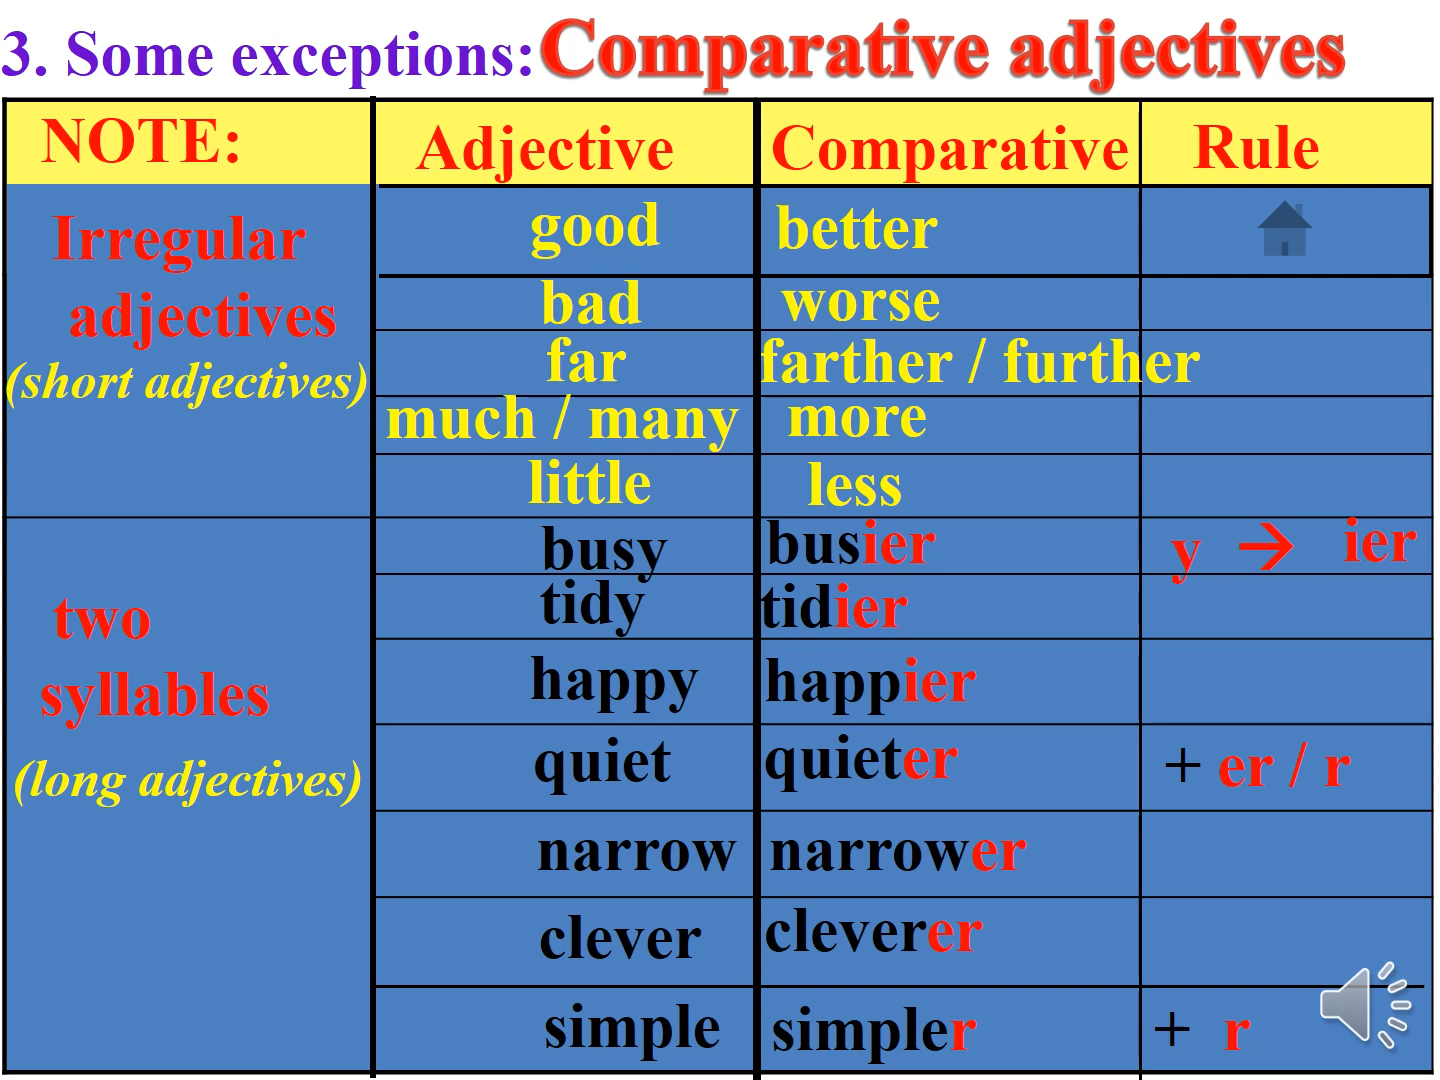 3. Some exceptions: Comparative adjectives
NOTE: Adjective Comparative Rule
Irregular
adjectives
(short adjectives)
good better
bad worse
far farther / further
much / many more
little less
two
syllables
(long adjectives)
busy busier y → ier
tidy tidier
happy happier
quiet quieter + er / r
narrow narrower
clever cleverer
simple simpler + r